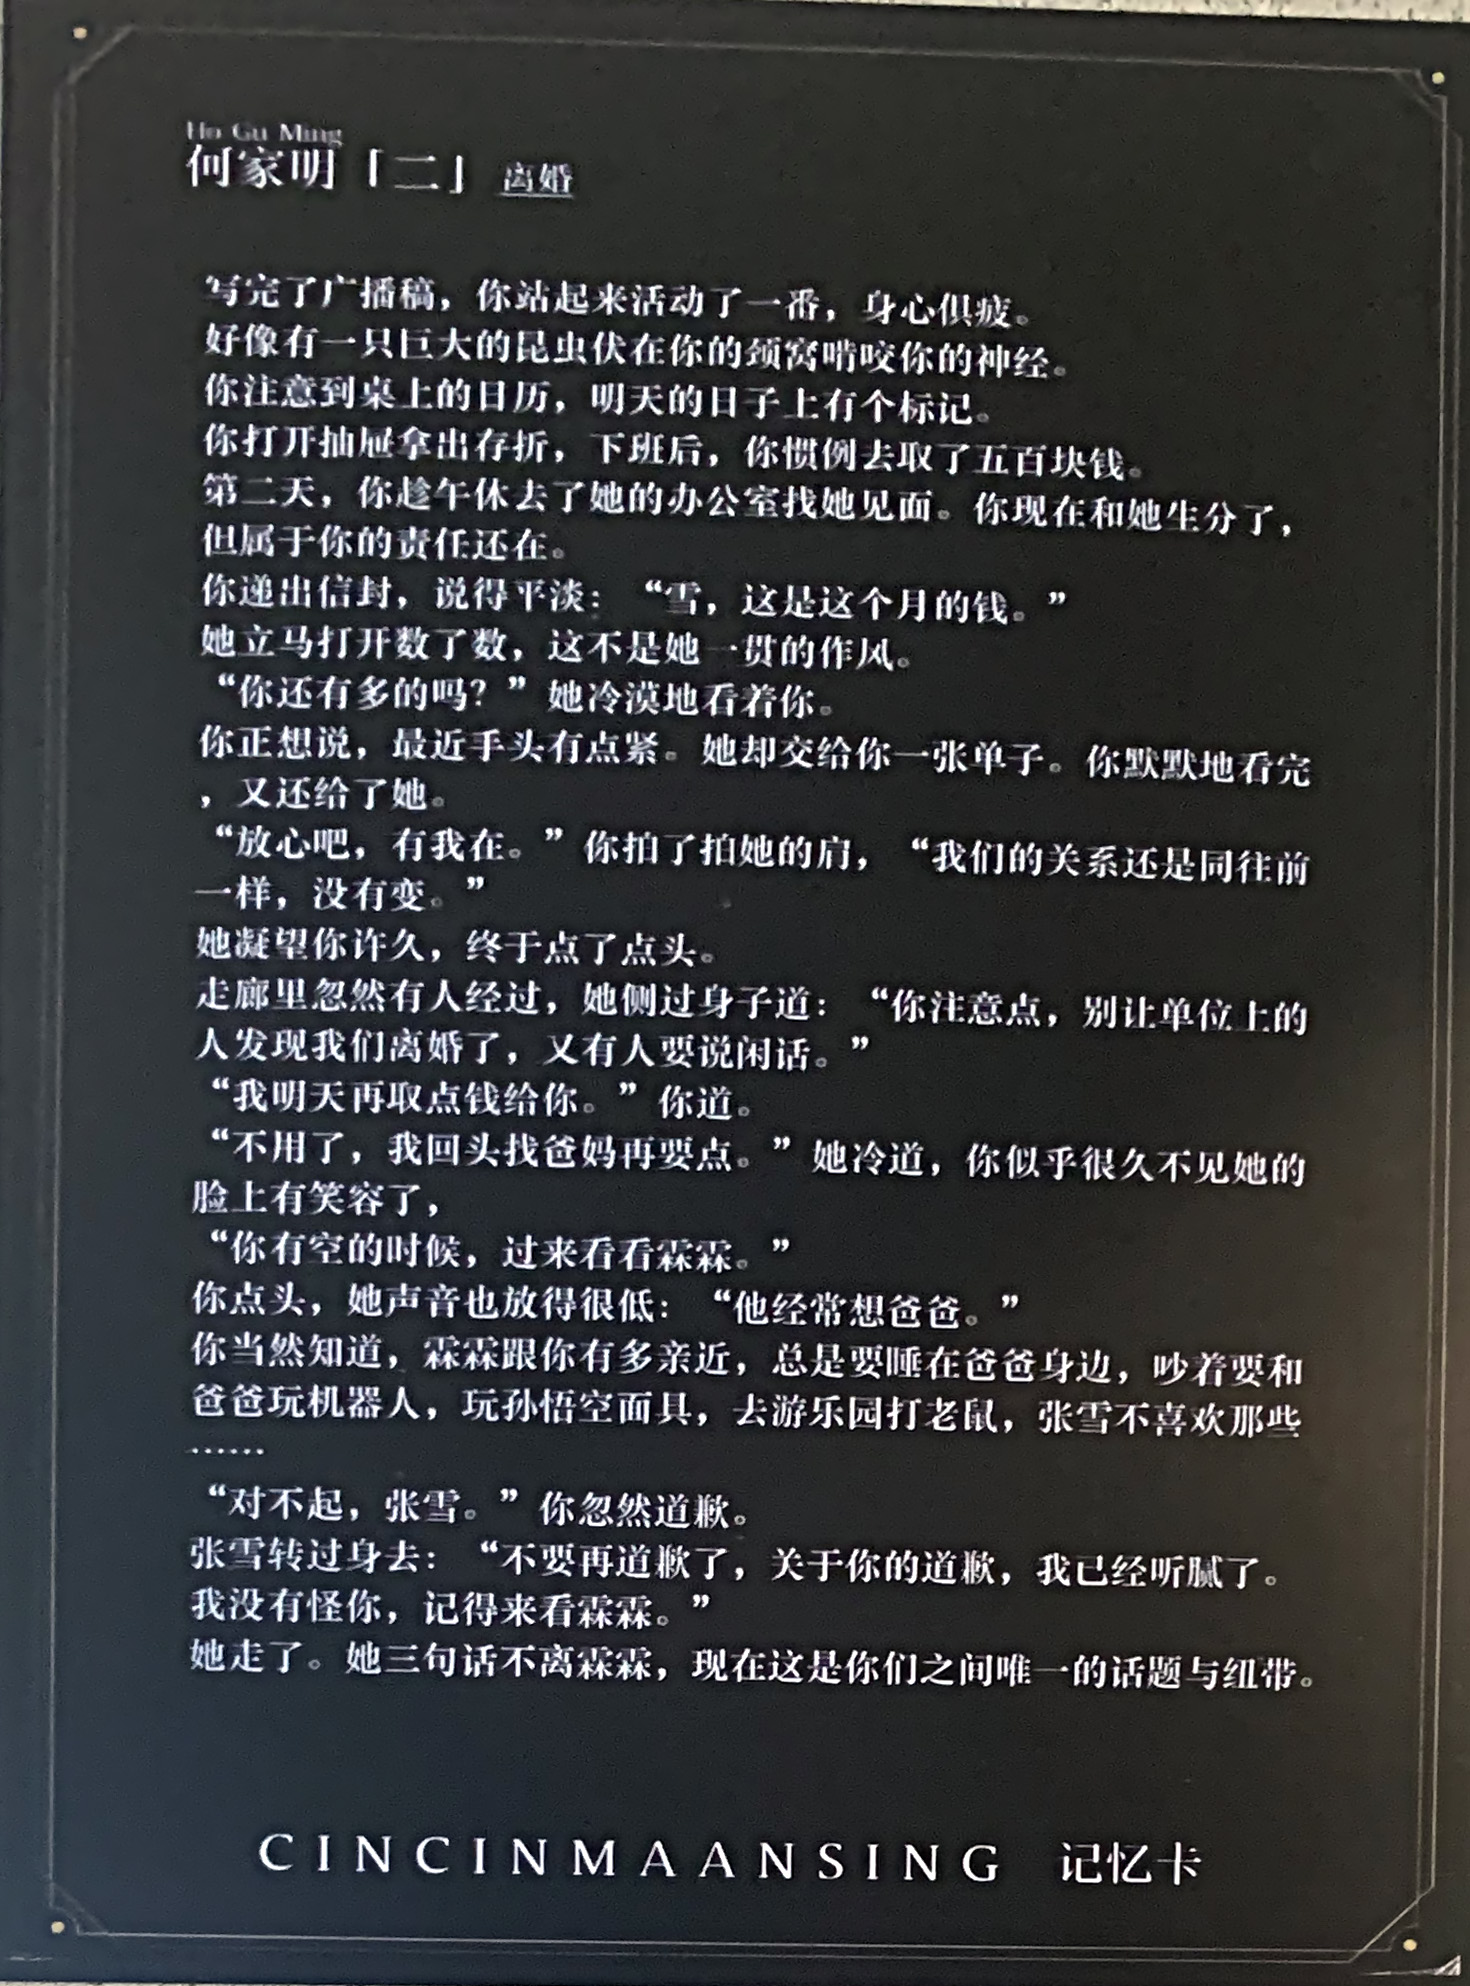 Ho Gu Ming
何家明「二」 离婚
写完了广播稿，你站起来活动了一番，身心俱疲。
好像有一只巨大的昆虫伏在你的颈窝啃咬你的神经。
你注意到桌上的日历，明天的日子上有个标记。
你打开抽屉拿出存折，下班后，你惯例去取了五百块钱。
第二天，你趁午休去了她的办公室找她见面。你现在和她生分了，
但属于你的责任还在。
你递出信封，说得平淡：“雪，这是这个月的钱。”
她立马打开数了数，这不是她一贯的作风。
“你还有多的吗？”她冷漠地看着你。
你正想说，最近手头有点紧。她却交给你一张单子。你默默地看完
，又还给了她。
“放心吧，有我在。”你拍了拍她的肩，“我们的关系还是同往前
一样，没有变。”
她凝望你许久，终于点了点头。
走廊里忽然有人经过，她侧过身子道：“你注意点，别让单位上的
人发现我们离婚了，又有人要说闲话。”
“我明天再取点钱给你。”你道。
“不用了，我回头找爸妈再要点。”她冷道，你似乎很久不见她的
脸上有笑容了，
“你有空的时候，过来看看霖霖。”
你点头，她声音也放得很低：“他经常想爸爸。”
你当然知道，霖霖跟你有多亲近，总是要睡在爸爸身边，吵着要和
爸爸玩机器人，玩孙悟空面具，去游乐园打老鼠，张雪不喜欢那些
……
“对不起，张雪。”你忽然道歉。
张雪转过身去：“不要再道歉了，关于你的道歉，我已经听腻了。
我没有怪你，记得来看霖霖。”
她走了。她三句话不离霖霖，现在这是你们之间唯一的话题与纽带。
CINCINMAANSING 记忆卡